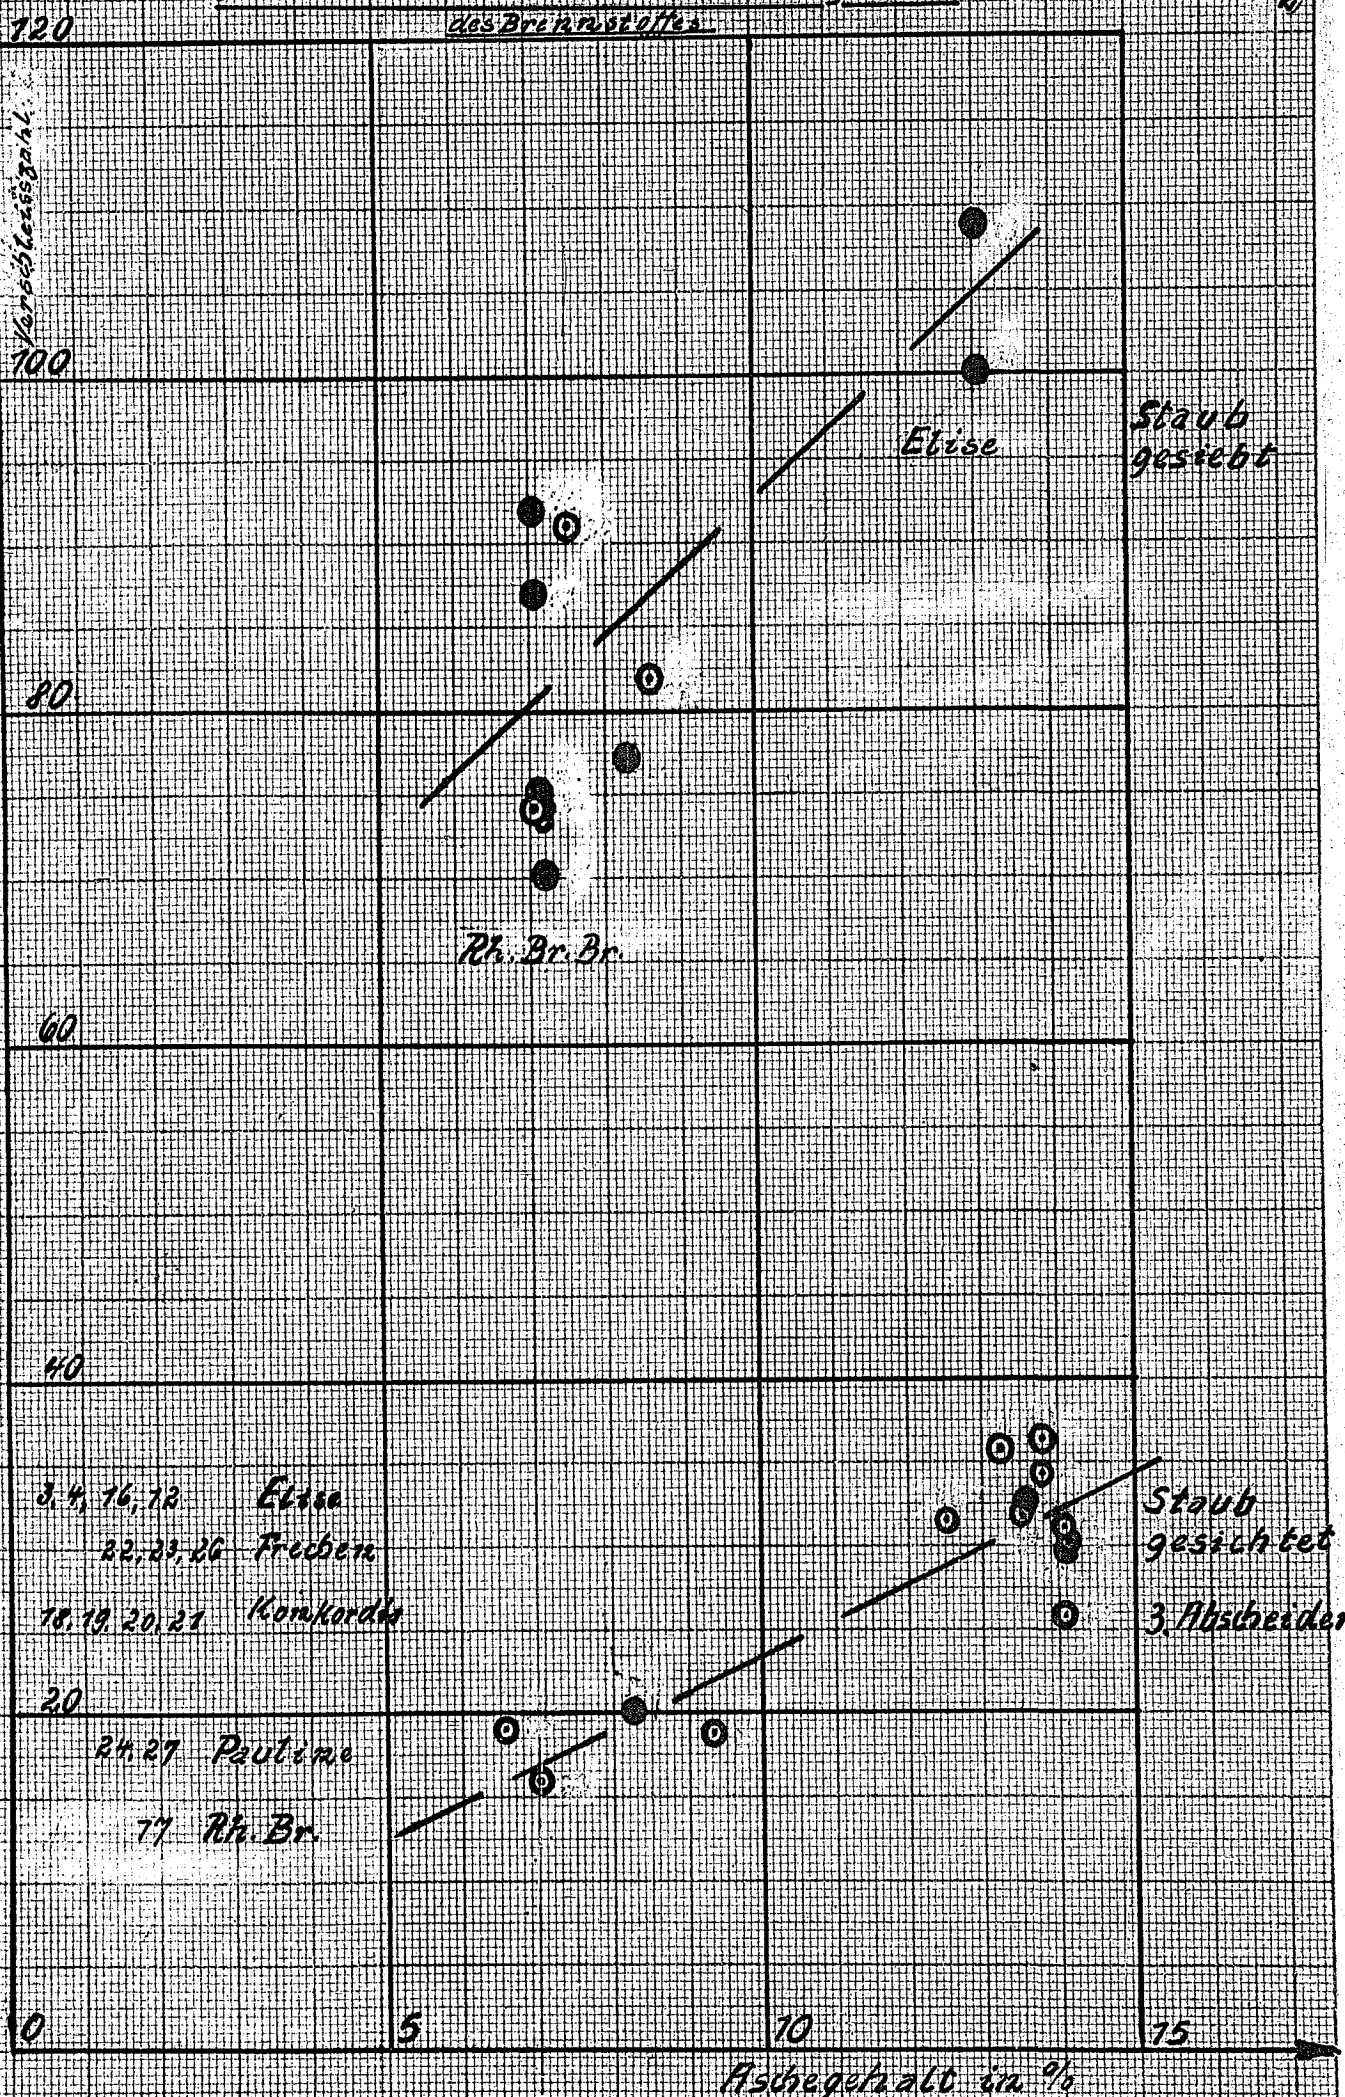 des Brennstoffes
120
Verschleisszahl.
100
Elise
Staub
gesiebt
80
Rh. Br. Br.
60
40
3, 4, 16, 12 Elise
Staub
gesichtet
22, 23, 26 Frechen
18, 19, 20, 21 Konkordia
3. Abscheider
20
24, 27 Pauline
17 Rh. Br.
0 5 10 15
Aschegehalt in %